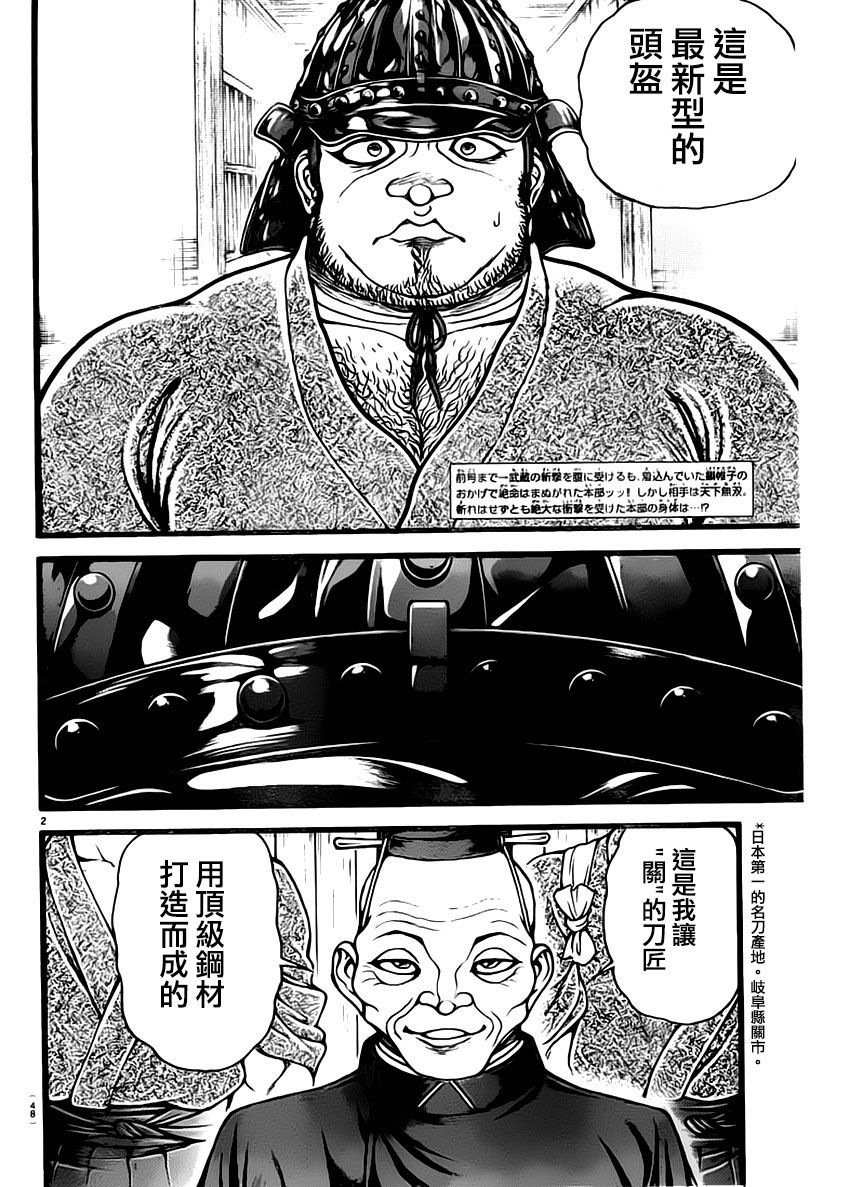 這是
最新型的
頭盔
前号まで―武蔵の斬撃を腹に受けるも、着込んでいた鎖帷子の
おかげで絶命はまぬがれた本部ッッ!しかし相手は天下無双。
斬れはせずとも絶大な衝撃を受けた本部の身体は…!?
2
*日本第一的名刀產地。岐阜縣關市。
這是我讓
"關"的刀匠
用頂級鋼材
打造而成的
(48)